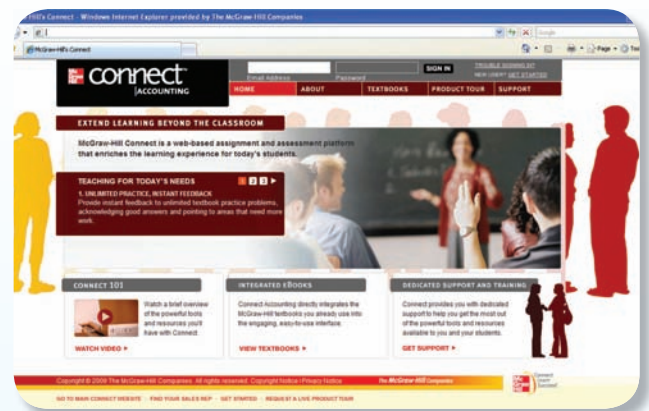 -Hill's Connect - Windows Internet Explorer provided by The McGraw-Hill Companies
Google
McGraw-Hill's Connect
Page
Too
connect
ACCOUNTING
Email Address
Password
SIGN IN
TROUBLE SIGNING IN?
NEW USER? GET STARTED
HOME
ABOUT
TEXTBOOKS
PRODUCT TOUR
SUPPORT
EXTEND LEARNING BEYOND THE CLASSROOM
McGraw-Hill Connect is a web-based assignment and assessment platform
that enriches the learning experience for today's students.
TEACHING FOR TODAY'S NEEDS
1 2 3
1. UNLIMITED PRACTICE, INSTANT FEEDBACK
Provide instant feedback to unlimited textbook practice problems,
acknowledging good answers and pointing to areas that need more
work.
CONNECT 101
Watch a brief overview
of the powerful tools
and resources you'll
have with Connect.
WATCH VIDEO
INTEGRATED EBOOKS
Connect Accounting directly integrates the
McGraw-Hill textbooks you already use into
the engaging, easy-to-use interface.
VIEW TEXTBOOKS
DEDICATED SUPPORT AND TRAINING
Connect provides you with dedicated
support to help you get the most out
of the powerful tools and resources
available to you and your students.
GET SUPPORT
Copyright © 2009 The McGraw-Hill Companies. All rights reserved. Copyright Notice | Privacy Notice
The McGraw-Hill Companies
Mc
Graw
Hill
Connect
Learn
Succeed
GO TO MAIN CONNECT WEBSITE
FIND YOUR SALES REP
GET STARTED
REQUEST A LIVE PRODUCT TOUR